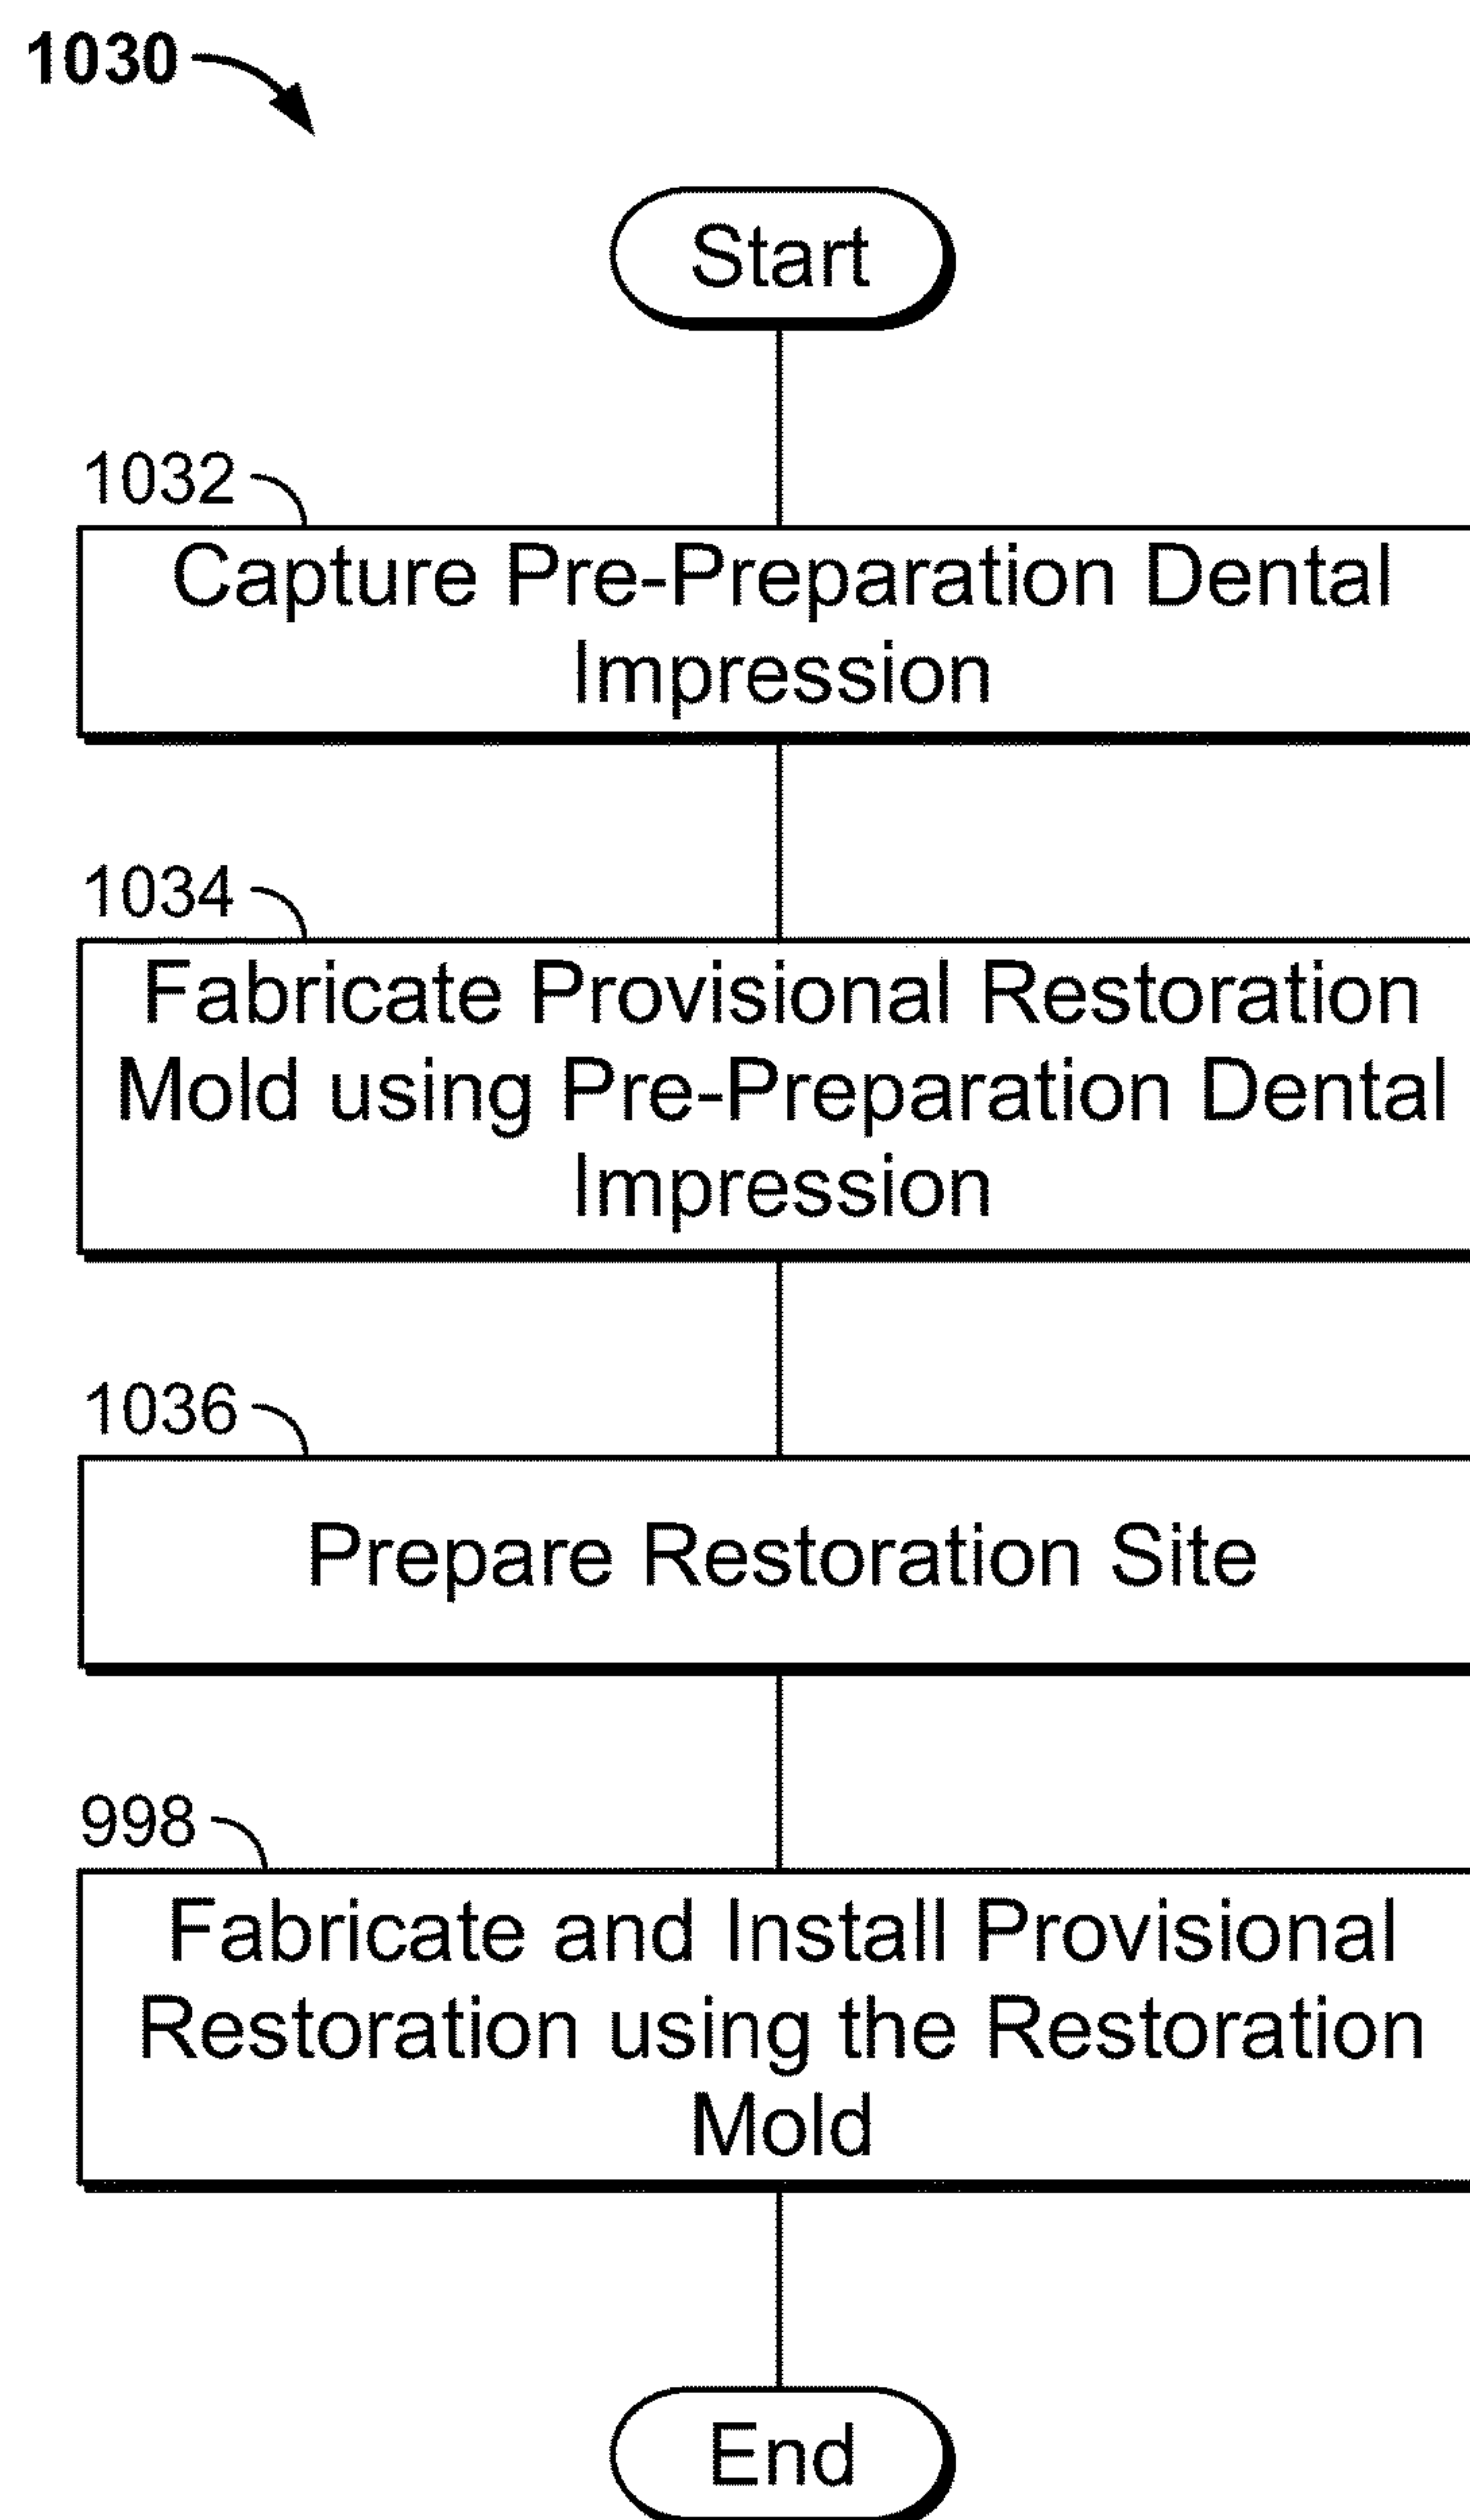 1030
Start
1032
Capture Pre-Preparation Dental
Impression
1034
Fabricate Provisional Restoration
Mold using Pre-Preparation Dental
Impression
1036
Prepare Restoration Site
998
Fabricate and Install Provisional
Restoration using the Restoration
Mold
End